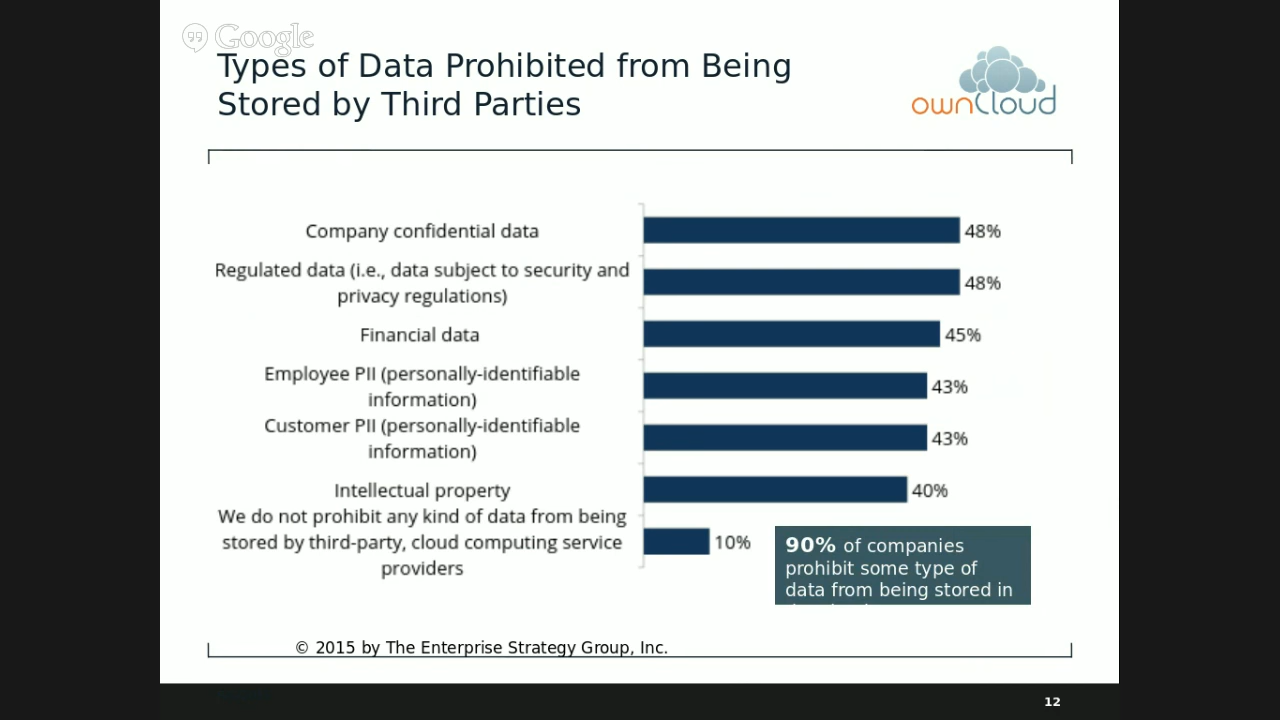 Google
Types of Data Prohibited from Being
Stored by Third Parties
ownCloud
Company confidential data
48%
Regulated data (i.e., data subject to security and
privacy regulations)
48%
Financial data
45%
Employee PII (personally-identifiable
information)
43%
Customer PII (personally-identifiable
information)
43%
Intellectual property
40%
We do not prohibit any kind of data from being
stored by third-party, cloud computing service
providers
10%
90% of companies
prohibit some type of
data from being stored in
© 2015 by The Enterprise Strategy Group, Inc.
12